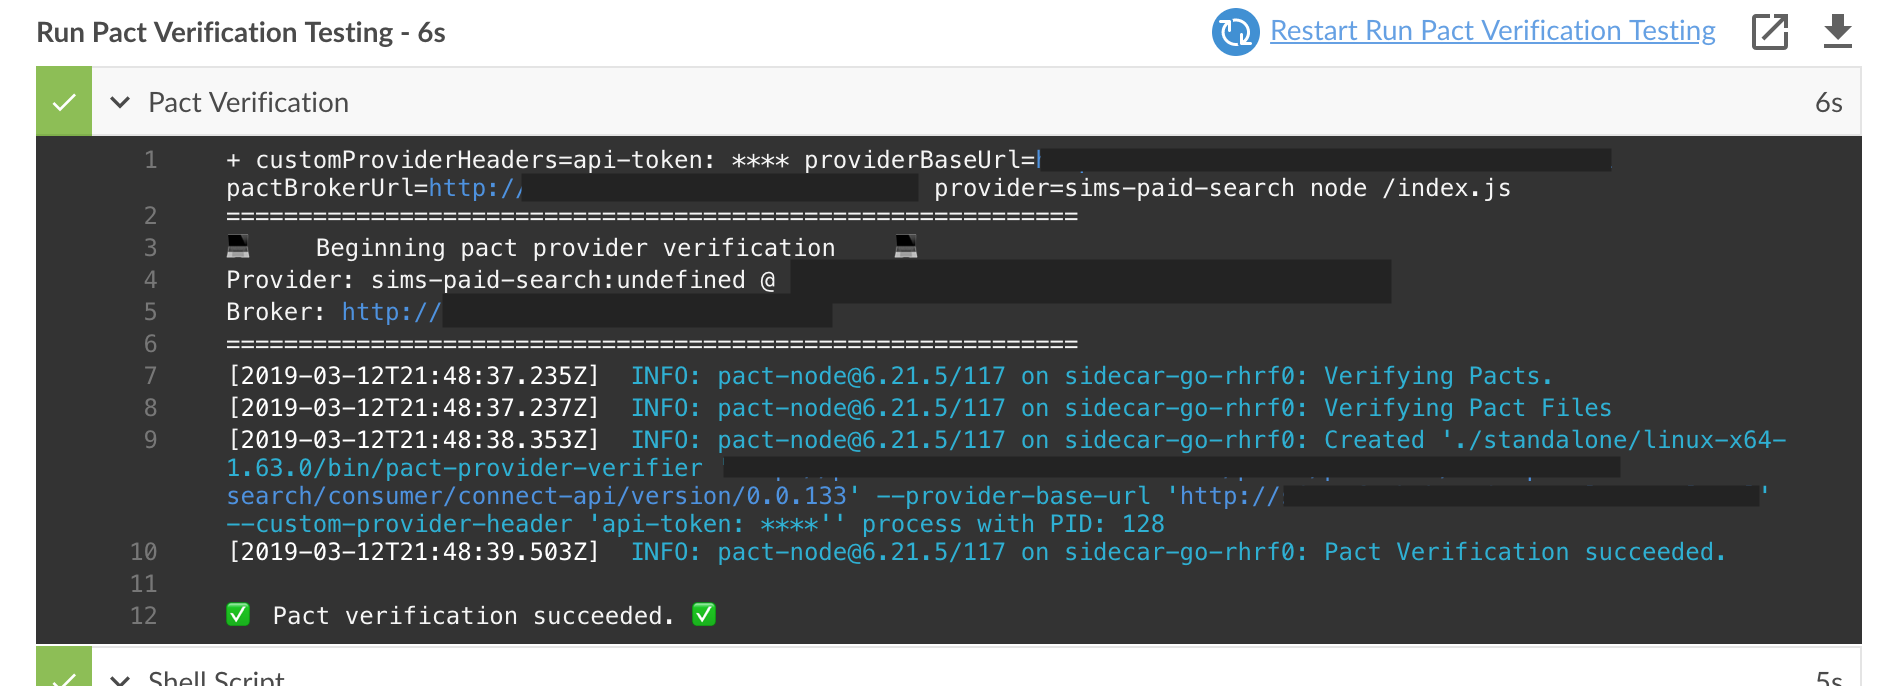 Run Pact Verification Testing - 6s
Restart Run Pact Verification Testing
Pact Verification
6s
1 + customProviderHeaders=api-token: **** providerBaseUrl=
pactBrokerUrl=http:// provider=sims-paid-search node /index.js
2 ===========================================================
3 💻 Beginning pact provider verification 💻
4 Provider: sims-paid-search:undefined @
5 Broker: http://
6 ===========================================================
7 [2019-03-12T21:48:37.235Z] INFO: pact-node@6.21.5/117 on sidecar-go-rhrf0: Verifying Pacts.
8 [2019-03-12T21:48:37.237Z] INFO: pact-node@6.21.5/117 on sidecar-go-rhrf0: Verifying Pact Files
9 [2019-03-12T21:48:38.353Z] INFO: pact-node@6.21.5/117 on sidecar-go-rhrf0: Created './standalone/linux-x64-
1.63.0/bin/pact-provider-verifier
search/consumer/connect-api/version/0.0.133' --provider-base-url 'http:// '
--custom-provider-header 'api-token: ****'' process with PID: 128
10 [2019-03-12T21:48:39.503Z] INFO: pact-node@6.21.5/117 on sidecar-go-rhrf0: Pact Verification succeeded.
11
12 ✅ Pact verification succeeded. ✅
Shell Script
5s